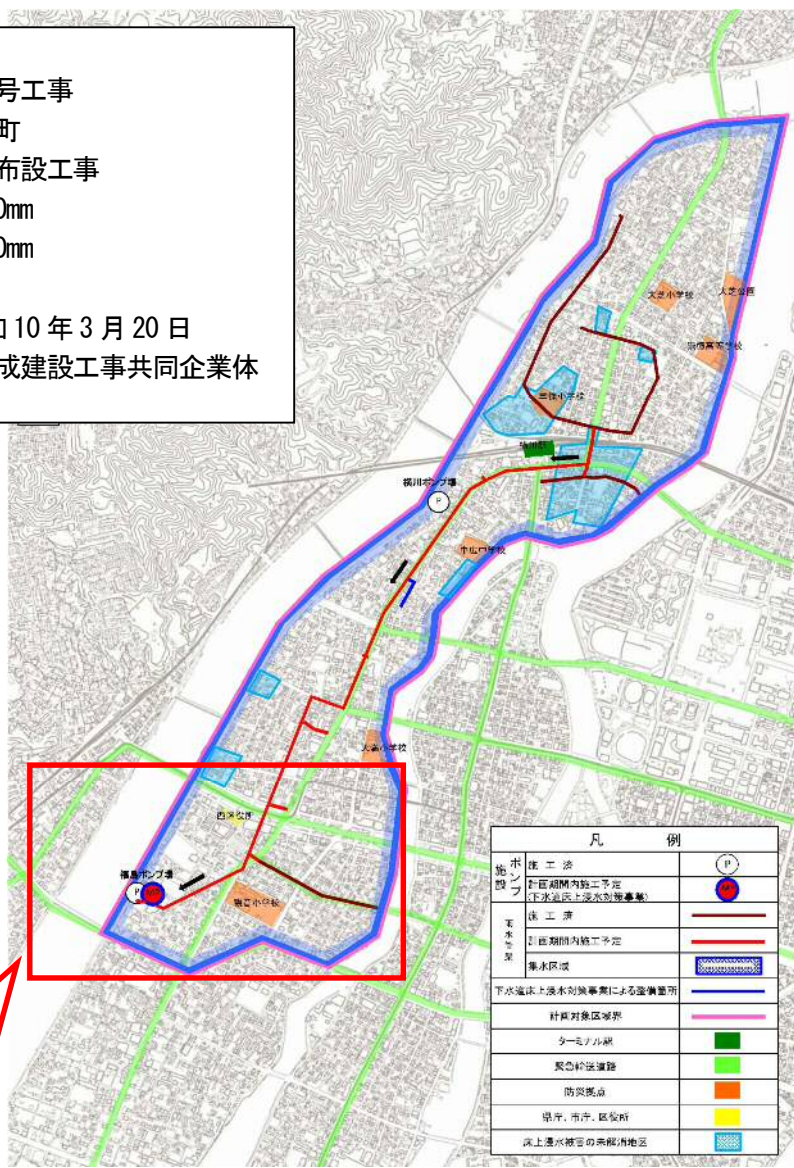 号工事
町
布設工事
0mm
0mm
10年3月20日
成建設工事共同企業体
大芝小学校
大芝公園
崇徳高等学校
三篠小学校
横川駅
横川ポンプ場
P
中広中学校
天満小学校
西区役所
福島ポンプ場
P
観音小学校
凡 例
ポンプ施設
施工済
P
計画期間内施工予定
(下水道床上浸水対策事業)
雨水管渠
施工済
計画期間内施工予定
集水区域
下水道床上浸水対策事業による整備箇所
計画対象区域界
ターミナル駅
緊急輸送道路
防災拠点
県庁、市庁、区役所
床上浸水被害の未解消地区